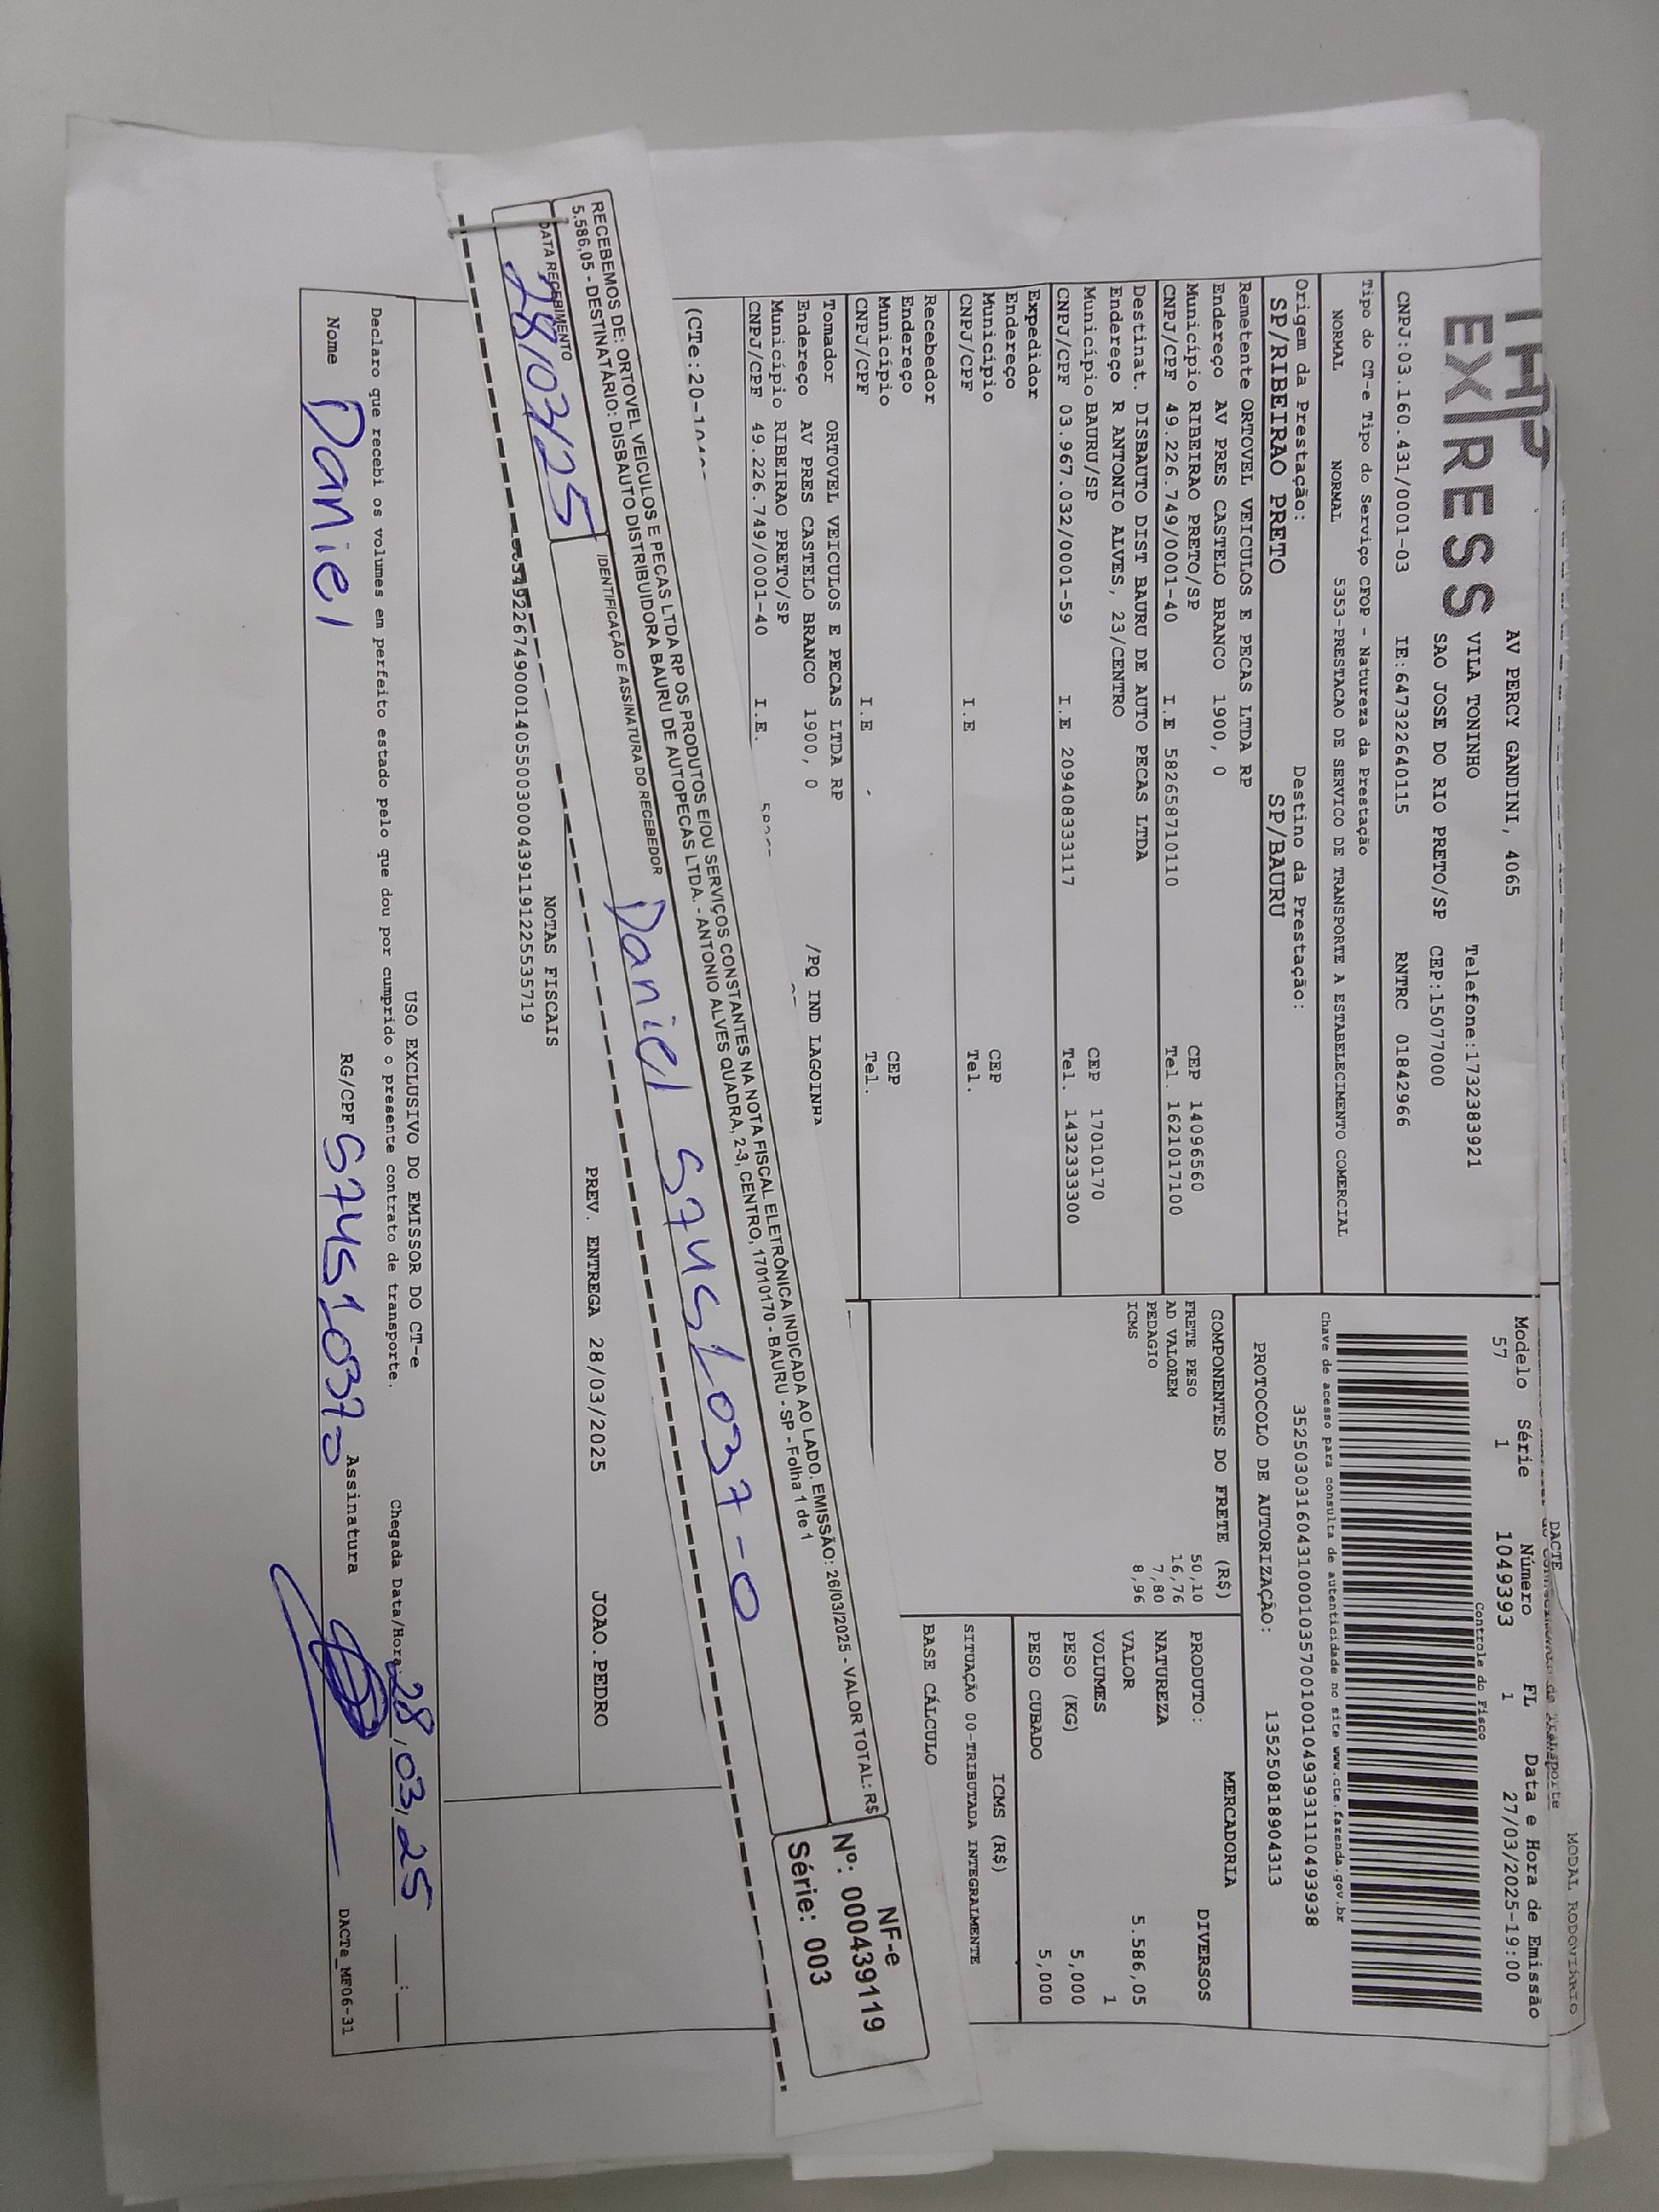 DACTE
MODAL RODOVIÁRIO
EXPRESS
AV PERCY GANDINI, 4065
VILA TONINHO Telefone:1732383921
SAO JOSE DO RIO PRETO/SP CEP:15077000
CNPJ:03.160.431/0001-03 IE:647322640115 RNTRC 01842966
Modelo Série Número FL Data e Hora de Emissão
57 1 1049393 1 27/03/2025-19:00
Controle do Fisco
Chave de acesso para consulta de autenticidade no site www.cte.fazenda.gov.br
35250303160431000103570010010493931110493938
PROTOCOLO DE AUTORIZAÇÃO: 135250818904313
Tipo do CT-e Tipo do Serviço CFOP - Natureza da Prestação
NORMAL NORMAL 5353-PRESTACAO DE SERVICO DE TRANSPORTE A ESTABELECIMENTO COMERCIAL
Origem da Prestação: Destino da Prestação:
SP/RIBEIRAO PRETO SP/BAURU
Remetente ORTOVEL VEICULOS E PECAS LTDA RP
Endereço AV PRES CASTELO BRANCO 1900, 0
Município RIBEIRAO PRETO/SP CEP 14096560
CNPJ/CPF 49.226.749/0001-40 I.E 582658710110 Tel. 1621017100
Destinat. DISBAUTO DIST BAURU DE AUTO PECAS LTDA
Endereço R ANTONIO ALVES, 23/CENTRO
Município BAURU/SP CEP 17010170
CNPJ/CPF 03.967.032/0001-59 I.E 209408333117 Tel. 1432333300
Expedidor
Endereço
Município CEP
CNPJ/CPF I.E Tel.
Recebedor
Endereço
Município CEP
CNPJ/CPF I.E Tel.
Tomador ORTOVEL VEICULOS E PECAS LTDA RP
Endereço AV PRES CASTELO BRANCO 1900, 0 /PQ IND LAGOINHA
Município RIBEIRAO PRETO/SP
CNPJ/CPF 49.226.749/0001-40 I.E.
COMPONENTES DO FRETE (R$)
FRETE PESO 50,10
AD VALOREM 16,76
PEDAGIO 7,80
ICMS 8,96
MERCADORIA
PRODUTO: DIVERSOS
NATUREZA
VALOR 5.586,05
VOLUMES 1
PESO (KG) 5,000
PESO CUBADO 5,000
ICMS (R$)
SITUAÇÃO 00-TRIBUTADA INTEGRALMENTE
BASE CÁLCULO
RECEBEMOS DE: ORTOVEL VEICULOS E PECAS LTDA RP OS PRODUTOS E/OU SERVIÇOS CONSTANTES NA NOTA FISCAL ELETRÔNICA INDICADA AO LADO. EMISSÃO: 26/03/2025 - VALOR TOTAL: R$
5.586,05 - DESTINATÁRIO: DISBAUTO DISTRIBUIDORA BAURU DE AUTOPECAS LTDA. - ANTONIO ALVES QUADRA, 2-3, CENTRO, 17010170 - BAURU - SP - Folha 1 de 1
DATA RECEBIMENTO IDENTIFICAÇÃO E ASSINATURA DO RECEBEDOR
28/03/25 Daniel 57451037-0
NF-e
Nº: 000439119
Série: 003
PREV. ENTREGA 28/03/2025 JOAO.PEDRO
NOTAS FISCAIS
USO EXCLUSIVO DO EMISSOR DO CT-e
Declaro que recebi os volumes em perfeito estado pelo que dou por cumprido o presente contrato de transporte. Chegada Data/Hora 28,03,25 :
Nome Daniel RG/CPF 57451037-0 Assinatura
DACTe_MF06-31